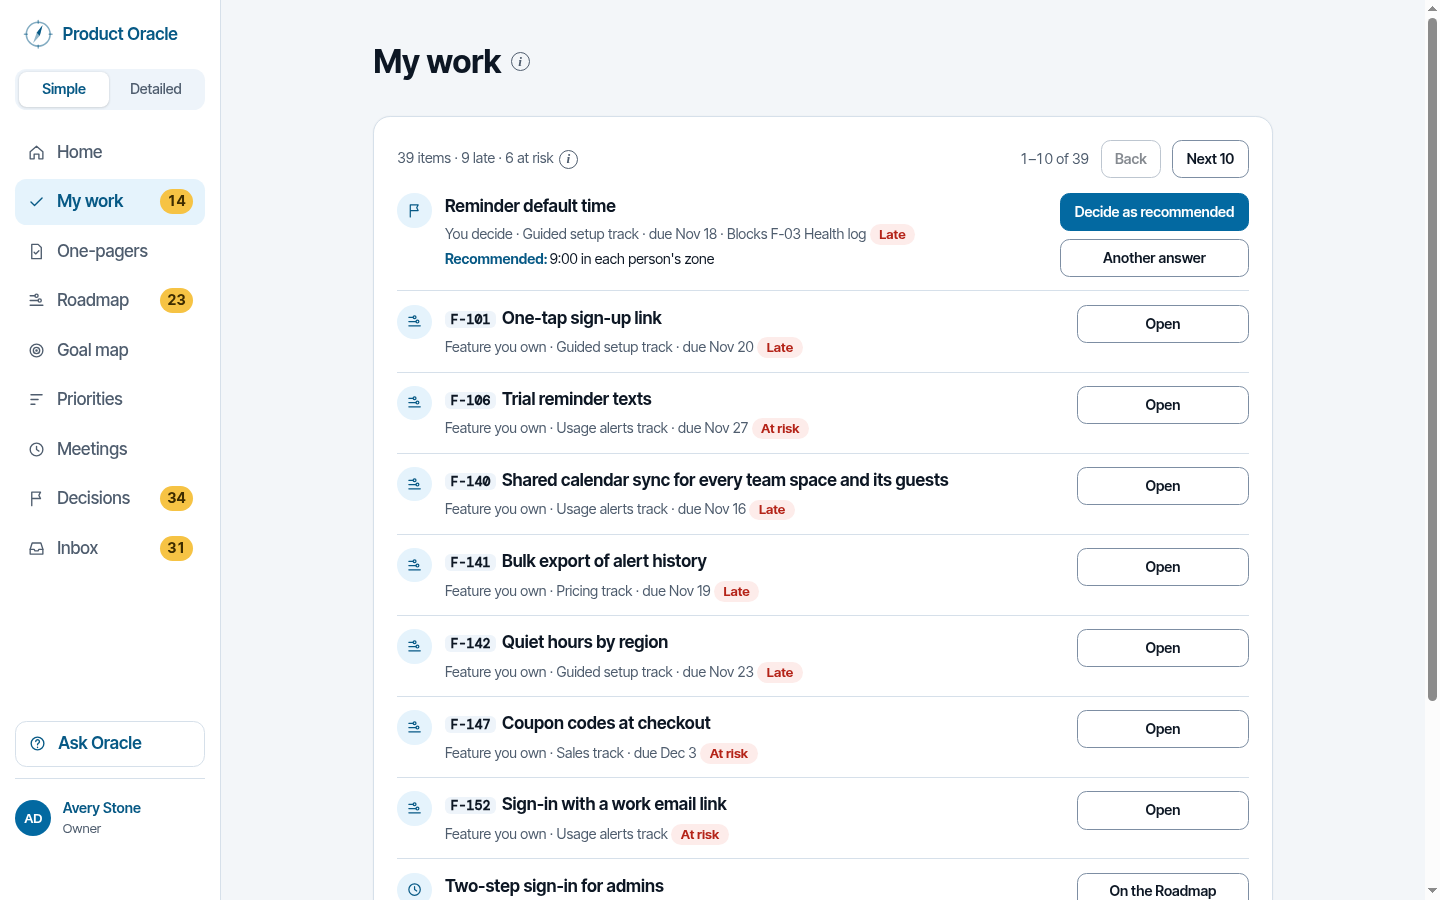 Product Oracle
Simple Detailed
Home
My work 14
One-pagers
Roadmap 23
Goal map
Priorities
Meetings
Decisions 34
Inbox 31
Ask Oracle
AD Avery Stone
Owner
My work i
39 items · 9 late · 6 at risk i 1–10 of 39 Back Next 10
Reminder default time Decide as recommended
You decide · Guided setup track · due Nov 18 · Blocks F-03 Health log Late
Recommended: 9:00 in each person's zone Another answer
F-101 One-tap sign-up link Open
Feature you own · Guided setup track · due Nov 20 Late
F-106 Trial reminder texts Open
Feature you own · Usage alerts track · due Nov 27 At risk
F-140 Shared calendar sync for every team space and its guests Open
Feature you own · Usage alerts track · due Nov 16 Late
F-141 Bulk export of alert history Open
Feature you own · Pricing track · due Nov 19 Late
F-142 Quiet hours by region Open
Feature you own · Guided setup track · due Nov 23 Late
F-147 Coupon codes at checkout Open
Feature you own · Sales track · due Dec 3 At risk
F-152 Sign-in with a work email link Open
Feature you own · Usage alerts track At risk
Two-step sign-in for admins On the Roadmap